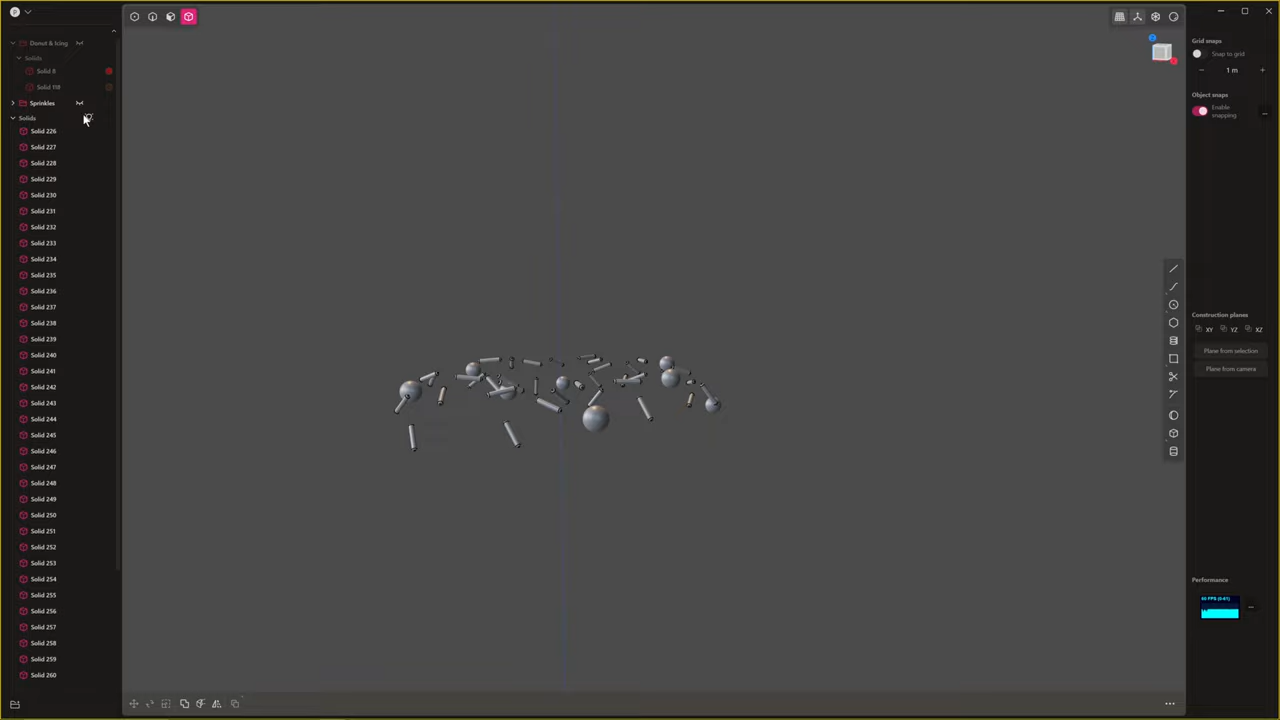 Donut & Icing
Solids
Solid 8
Solid 118
Sprinkles
Solids
Solid 226
Solid 227
Solid 228
Solid 229
Solid 230
Solid 231
Solid 232
Solid 233
Solid 234
Solid 235
Solid 236
Solid 237
Solid 238
Solid 239
Solid 240
Solid 241
Solid 242
Solid 243
Solid 244
Solid 245
Solid 246
Solid 247
Solid 248
Solid 249
Solid 250
Solid 251
Solid 252
Solid 253
Solid 254
Solid 255
Solid 256
Solid 257
Solid 258
Solid 259
Solid 260
Grid snaps
Snap to grid
1 m
Object snaps
Enable
snapping
Construction planes
XY YZ XZ
Plane from selection
Plane from camera
Performance